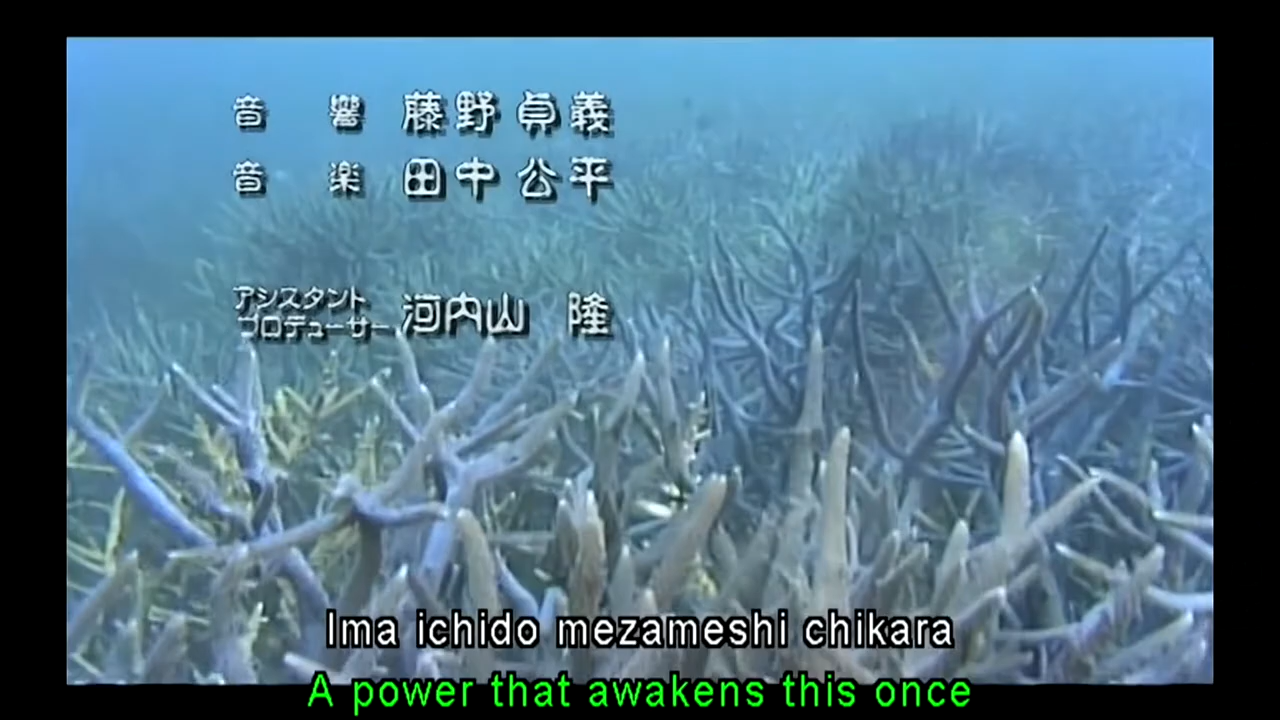 音 響 藤野 貞義
音 楽 田中 公平
アシスタント
プロデューサー 河内山 隆
Ima ichido mezameshi chikara
A power that awakens this once